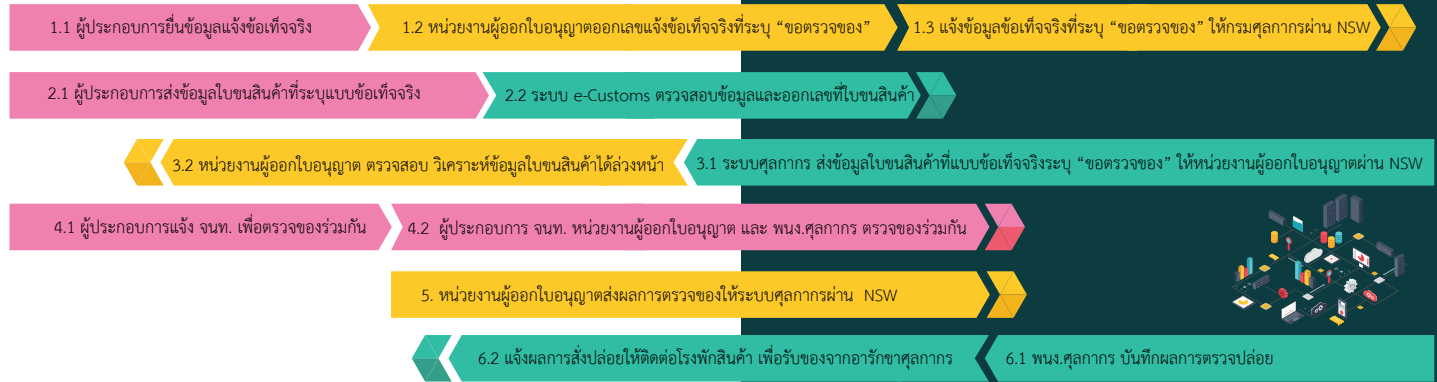 1.1 ผู้ประกอบการยื่นข้อมูลแจ้งข้อเท็จจริง
1.2 หน่วยงานผู้ออกใบอนุญาตออกเลขแจ้งข้อเท็จจริงที่ระบุ “ขอตรวจของ”
1.3 แจ้งข้อมูลข้อเท็จจริงที่ระบุ “ขอตรวจของ” ให้กรมศุลกากรผ่าน NSW
2.1 ผู้ประกอบการส่งข้อมูลใบขนสินค้าที่ระบุแบบข้อเท็จจริง
2.2 ระบบ e-Customs ตรวจสอบข้อมูลและออกเลขที่ใบขนสินค้า
3.2 หน่วยงานผู้ออกใบอนุญาต ตรวจสอบ วิเคราะห์ข้อมูลใบขนสินค้าได้ล่วงหน้า
3.1 ระบบศุลกากร ส่งข้อมูลใบขนสินค้าที่แบบข้อเท็จจริงระบุ “ขอตรวจของ” ให้หน่วยงานผู้ออกใบอนุญาตผ่าน NSW
4.1 ผู้ประกอบการแจ้ง จนท. เพื่อตรวจของร่วมกัน
4.2 ผู้ประกอบการ จนท. หน่วยงานผู้ออกใบอนุญาต และ พนง.ศุลกากร ตรวจของร่วมกัน
5. หน่วยงานผู้ออกใบอนุญาตส่งผลการตรวจของให้ระบบศุลกากรผ่าน NSW
6.2 แจ้งผลการสั่งปล่อยให้ติดต่อโรงพักสินค้า เพื่อรับของจากอารักขาศุลกากร
6.1 พนง.ศุลกากร บันทึกผลการตรวจปล่อย